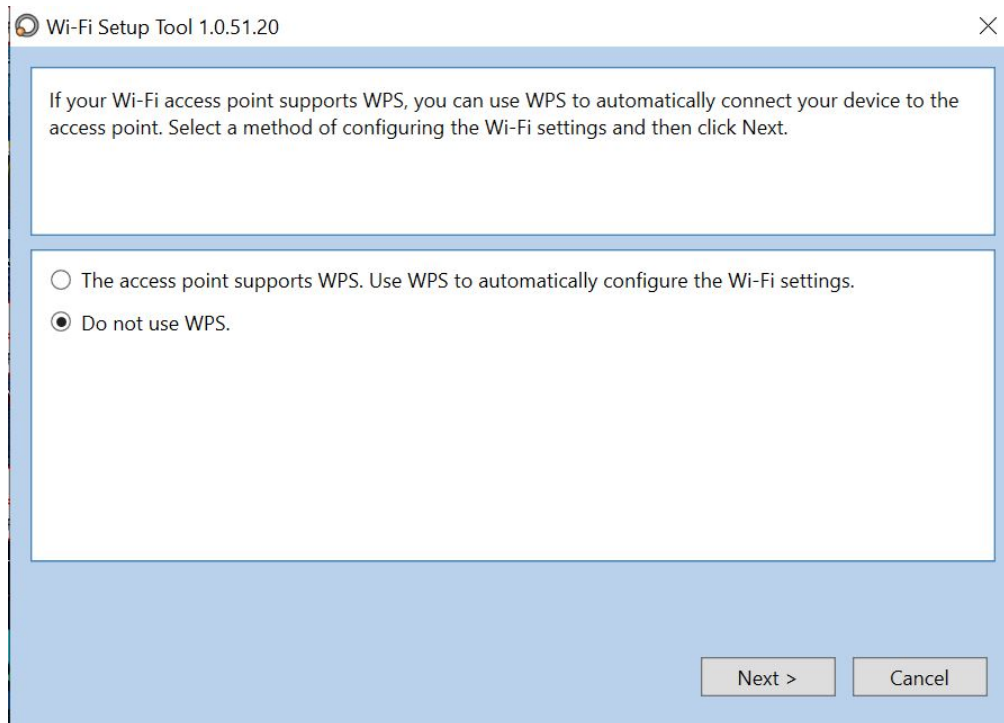 Wi-Fi Setup Tool 1.0.51.20
If your Wi-Fi access point supports WPS, you can use WPS to automatically connect your device to the
access point. Select a method of configuring the Wi-Fi settings and then click Next.
The access point supports WPS. Use WPS to automatically configure the Wi-Fi settings.
Do not use WPS.
Next >
Cancel